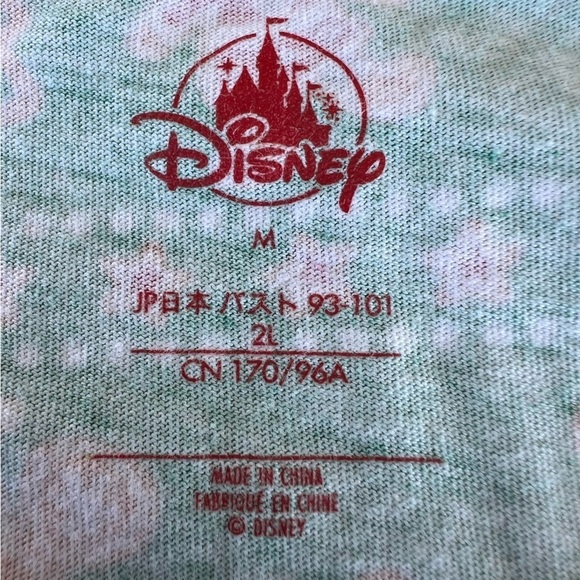 Disney
M
JP日本 バスト 93-101
2L
CN 170/96A
MADE IN CHINA
FABRIQUÉ EN CHINE
© DISNEY